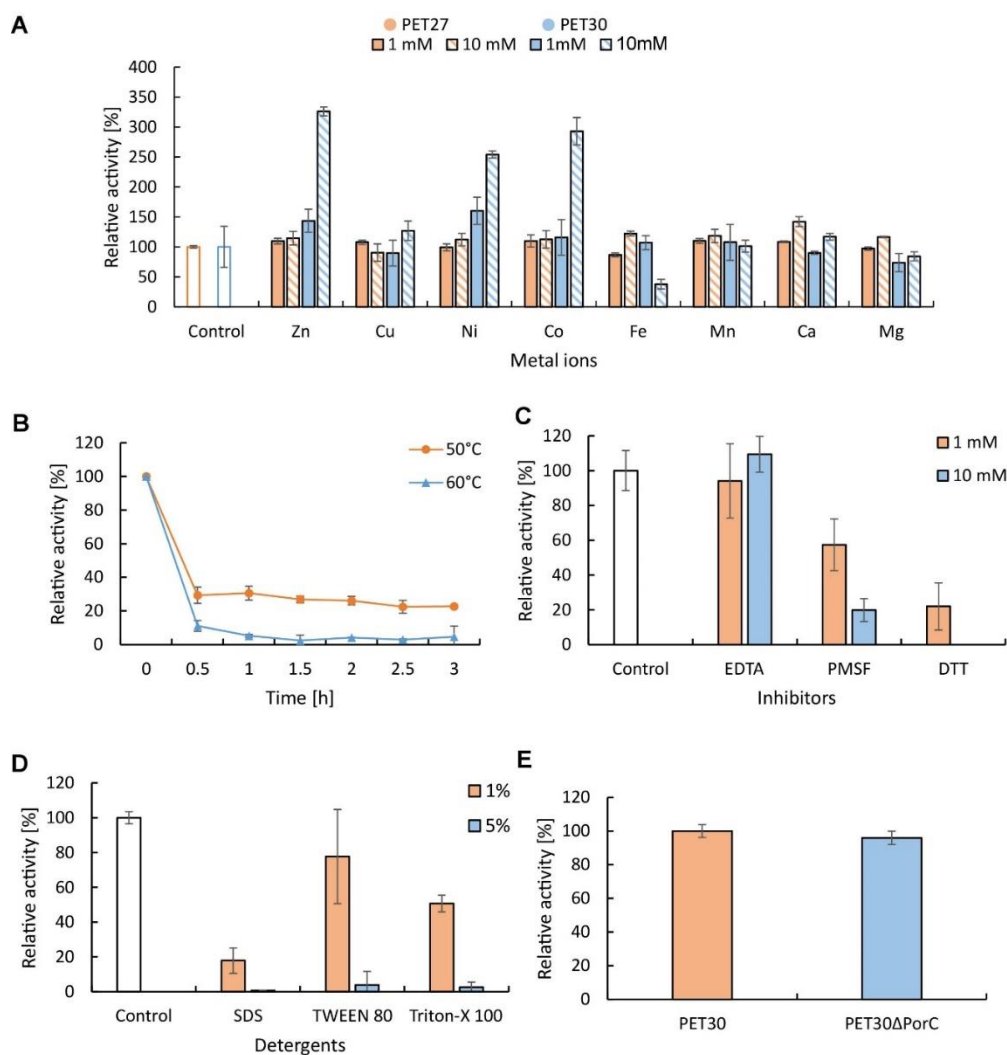 A
PET27 PET30
1 mM 10 mM 1mM 10mM
Relative activity [%]
400
350
300
250
200
150
100
50
0
Control Zn Cu Ni Co Fe Mn Ca Mg
Metal ions
B
Relative activity [%]
120
100
80
60
40
20
0
50°C
60°C
0 0.5 1 1.5 2 2.5 3
Time [h]
C
Relative activity [%]
120
100
80
60
40
20
0
1 mM
10 mM
Control EDTA PMSF DTT
Inhibitors
D
Relative activity [%]
120
100
80
60
40
20
0
1%
5%
Control SDS TWEEN 80 Triton-X 100
Detergents
E
Relative activity [%]
120
100
80
60
40
20
0
PET30 PET30ΔPorC